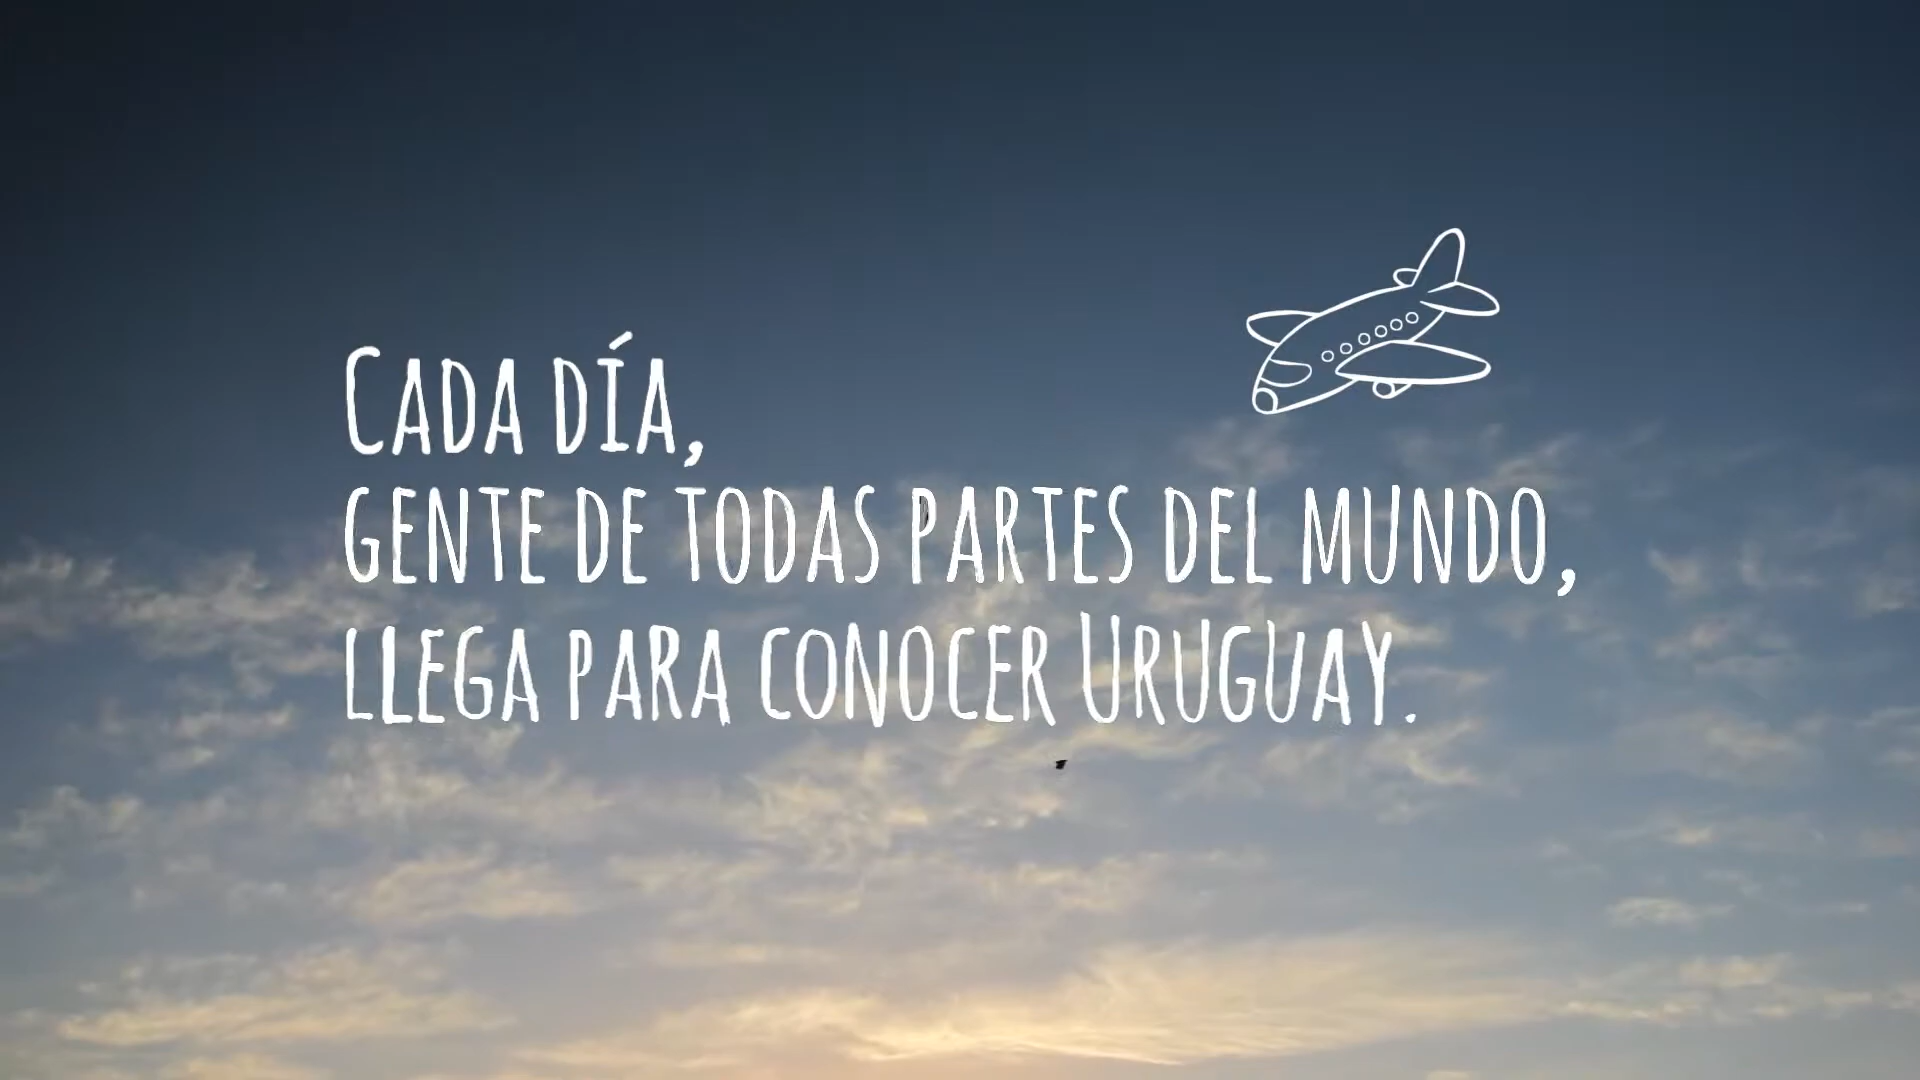 Cada día,
gente de todas partes del mundo,
llega para conocer Uruguay.